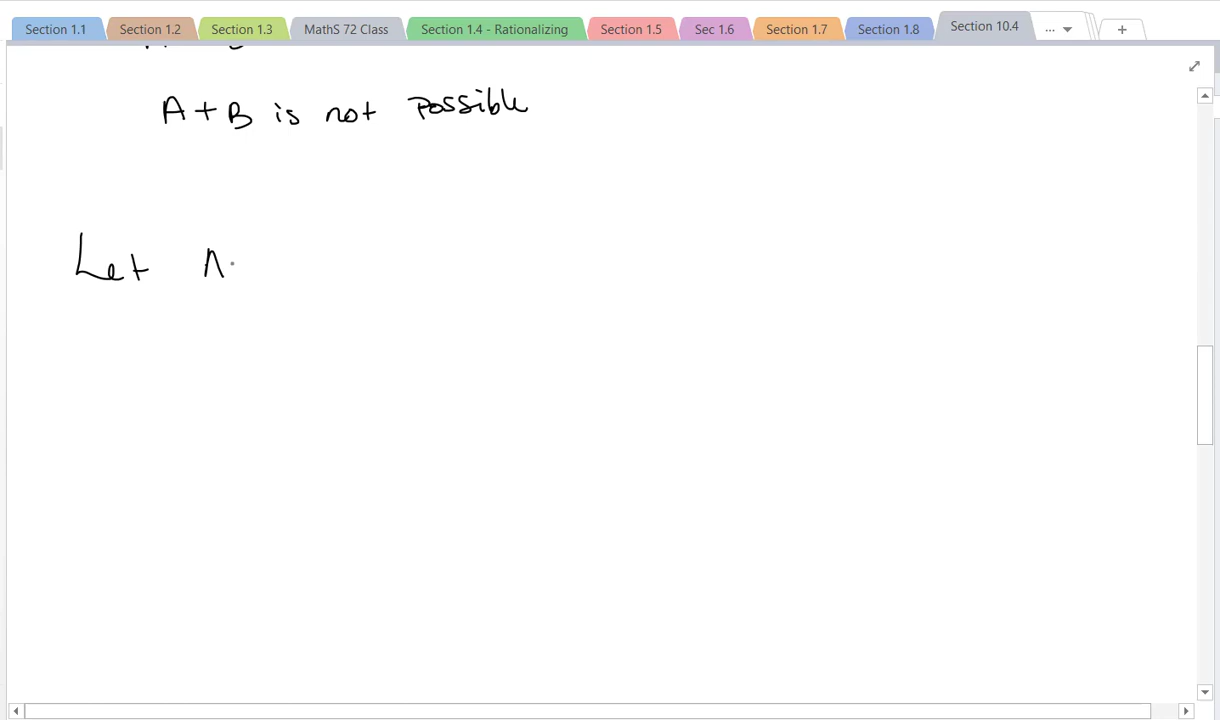 Section 1.1 Section 1.2 Section 1.3 MathS 72 Class Section 1.4 - Rationalizing Section 1.5 Sec 1.6 Section 1.7 Section 1.8 Section 10.4 ...
A+B is not possible
Let